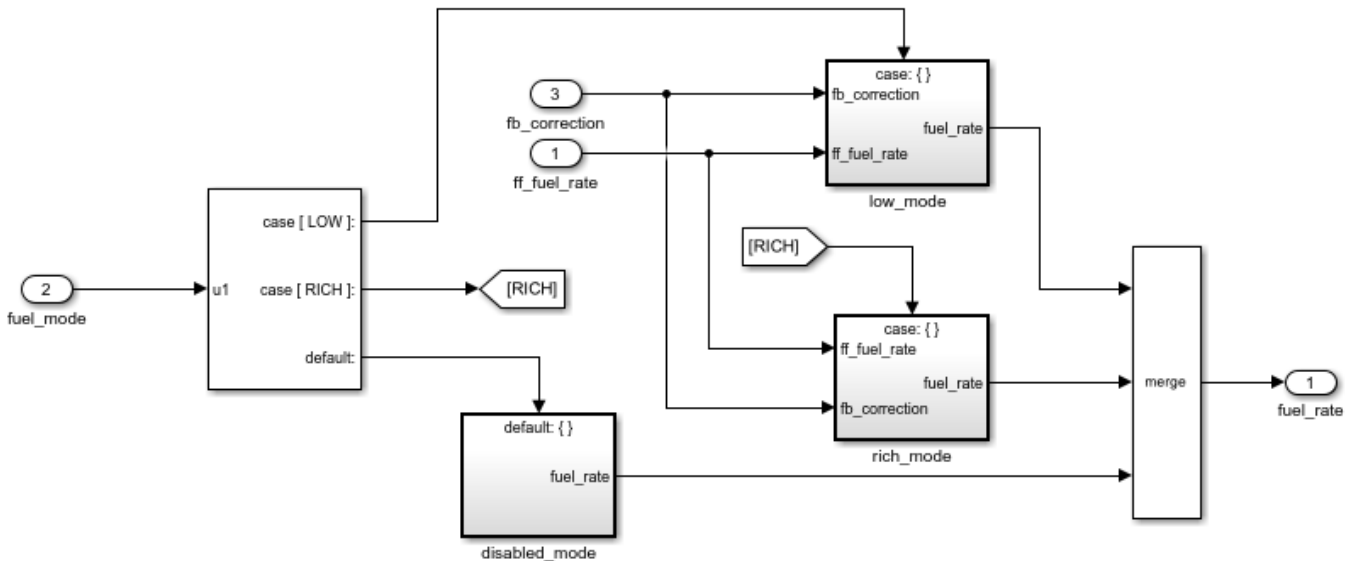 case: { }
3
fb_correction
fb_correction
fuel_rate
1
ff_fuel_rate
ff_fuel_rate
low_mode
case [ LOW ]:
[RICH]
2
fuel_mode
u1
case [ RICH ]:
[RICH]
case: { }
ff_fuel_rate
default:
fuel_rate
fb_correction
merge
1
fuel_rate
default: { }
rich_mode
fuel_rate
disabled_mode